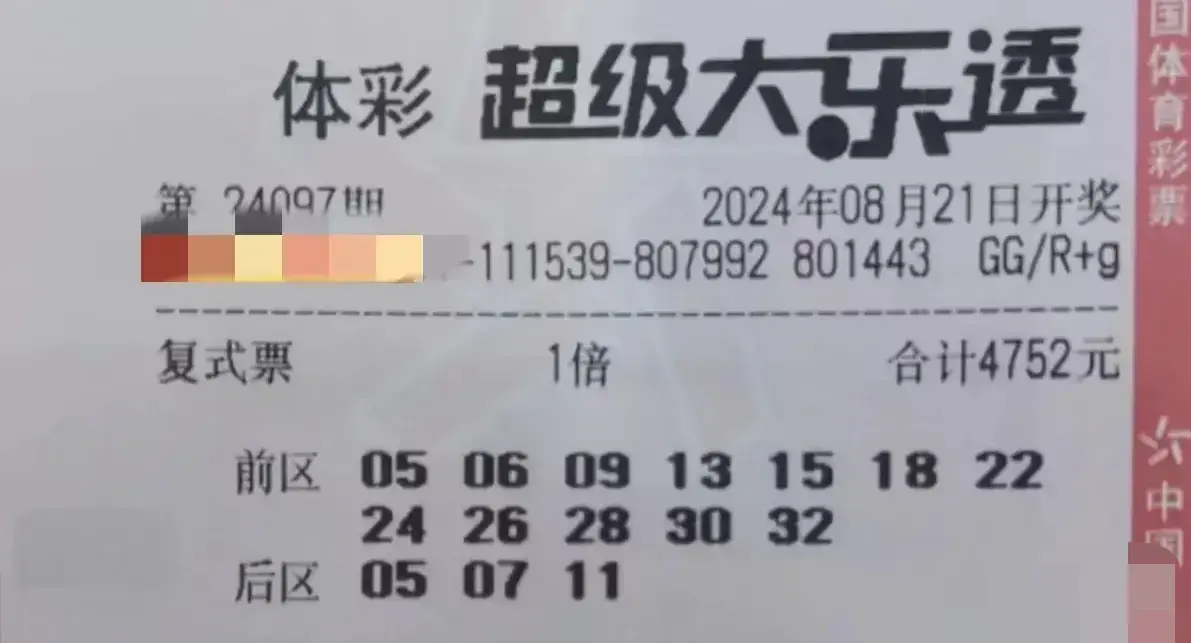 体彩 超级大乐透
第 24097期 2024年08月21日开奖
-111539-807992 801443 GG/R+g
复式票 1倍 合计4752元
前区 05 06 09 13 15 18 22
24 26 28 30 32
后区 05 07 11
国体育彩票
中国